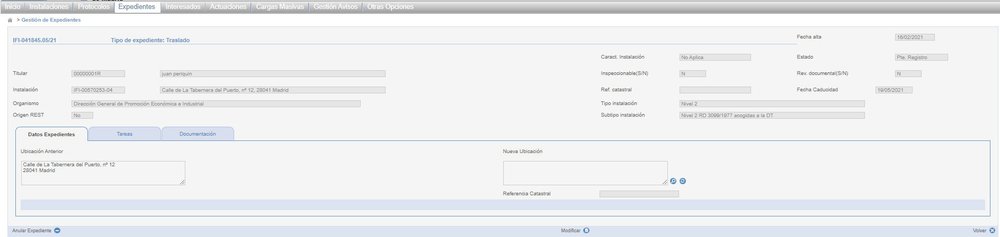 Inicio Instalaciones Protocolos Expedientes Interesados Actuaciones Cargas Masivas Gestión Avisos Otras Opciones
> Gestión de Expedientes
IFI-041845.05/21 Tipo de expediente: Traslado Fecha alta 16/02/2021
Caract. Instalación No Aplica Estado Pte. Registro
Titular 00000001R juan periquin Inspeccionable(S/N) N Rev. documental(S/N) N
Instalación IFI-00570253-04 Calle de La Tabernera del Puerto, nº 12, 28041 Madrid Ref. catastral Fecha Caducidad 19/05/2021
Organismo Dirección General de Promoción Económica e Industrial Tipo instalación Nivel 2
Origen REST No Subtipo instalación Nivel 2 RD 3099/1977 acogidas a la DT
Datos Expedientes Tareas Documentación
Ubicación Anterior Nueva Ubicación
Calle de La Tabernera del Puerto, nº 12
28041 Madrid
Referencia Catastral
Anular Expediente Modificar Volver